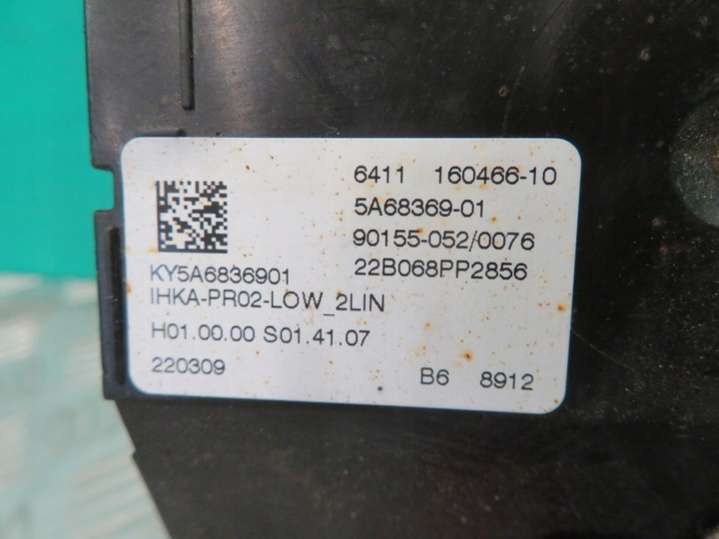 6411 160466-10
5A68369-01
90155-052/0076
22B068PP2856
KY5A6836901
IHKA-PR02-LOW_2LIN
H01.00.00 S01.41.07
220309 B6 8912